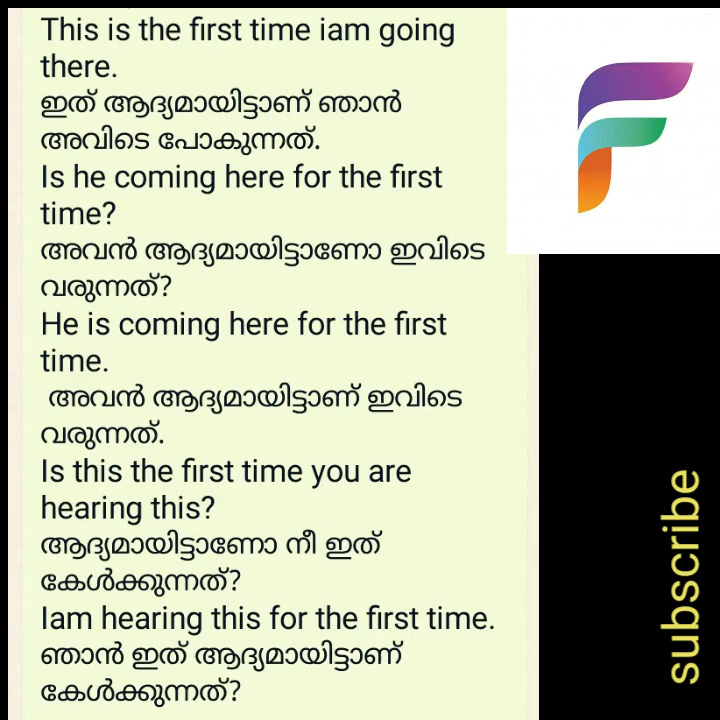 This is the first time iam going
there.
ഇത് ആദ്യമായിട്ടാണ് ഞാൻ
അവിടെ പോകുന്നത്.
Is he coming here for the first
time?
അവൻ ആദ്യമായിട്ടാണോ ഇവിടെ
വരുന്നത്?
He is coming here for the first
time.
അവൻ ആദ്യമായിട്ടാണ് ഇവിടെ
വരുന്നത്.
Is this the first time you are
hearing this?
ആദ്യമായിട്ടാണോ നീ ഇത്
കേൾക്കുന്നത്?
Iam hearing this for the first time.
ഞാൻ ഇത് ആദ്യമായിട്ടാണ്
കേൾക്കുന്നത്?
F
subscribe